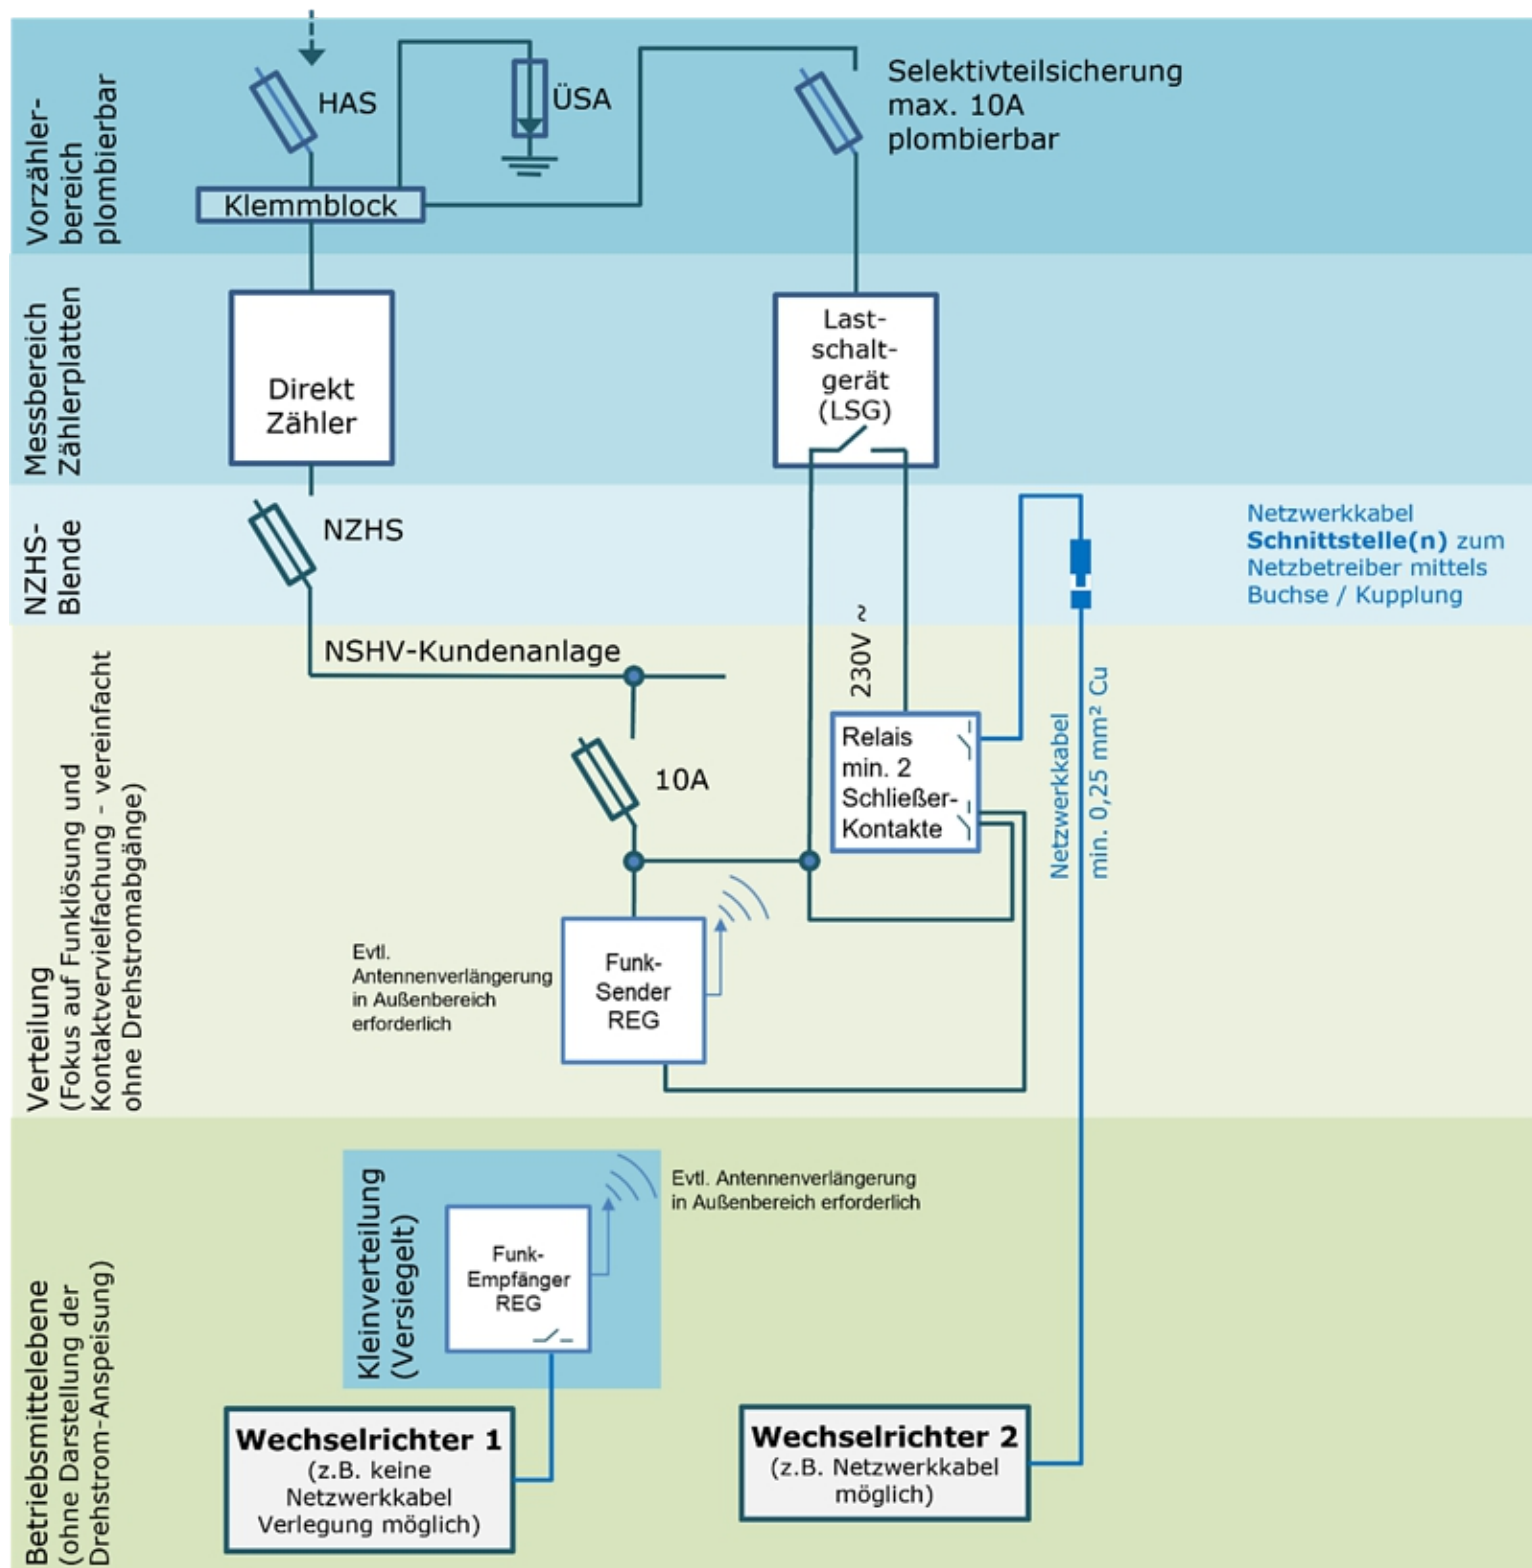 Vorzähler-
bereich
plombierbar
HAS
ÜSA
Selektivteilsicherung
max. 10A
plombierbar
Klemmblock
Messbereich
Zählerplatten
Direkt
Zähler
Last-
schalt-
gerät
(LSG)
NZHS-
Blende
NZHS
Netzwerkkabel
Schnittstelle(n) zum
Netzbetreiber mittels
Buchse / Kupplung
Verteilung
(Fokus auf Funklösung und
Kontaktvervielfachung - vereinfacht
ohne Drehstromabgänge)
NSHV-Kundenanlage
230V ~
10A
Relais
min. 2
Schließer-
Kontakte
Netzwerkkabel
min. 0,25 mm² Cu
Evtl.
Antennenverlängerung
in Außenbereich
erforderlich
Funk-
Sender
REG
Betriebsmittelebene
(ohne Darstellung der
Drehstrom-Anspeisung)
Kleinverteilung
(Versiegelt)
Funk-
Empfänger
REG
Evtl. Antennenverlängerung
in Außenbereich erforderlich
Wechselrichter 1
(z.B. keine
Netzwerkkabel
Verlegung möglich)
Wechselrichter 2
(z.B. Netzwerkkabel
möglich)